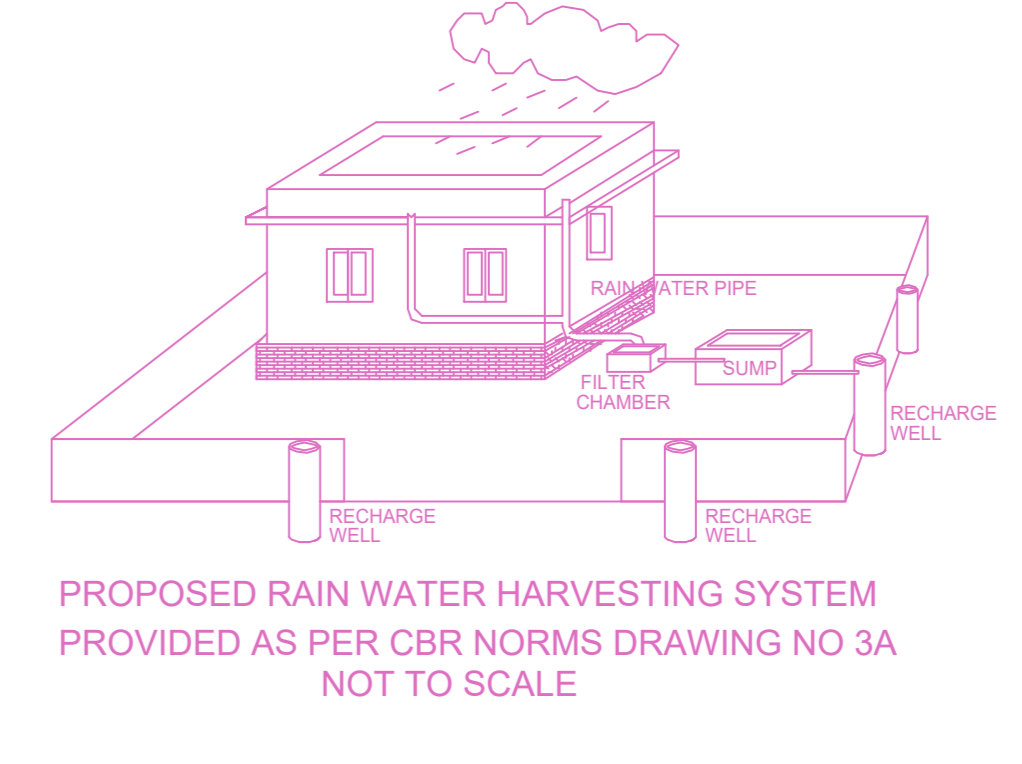 RAIN WATER PIPE
SUMP
FILTER
CHAMBER
RECHARGE
WELL
RECHARGE
WELL
RECHARGE
WELL
PROPOSED RAIN WATER HARVESTING SYSTEM
PROVIDED AS PER CBR NORMS DRAWING NO 3A
NOT TO SCALE